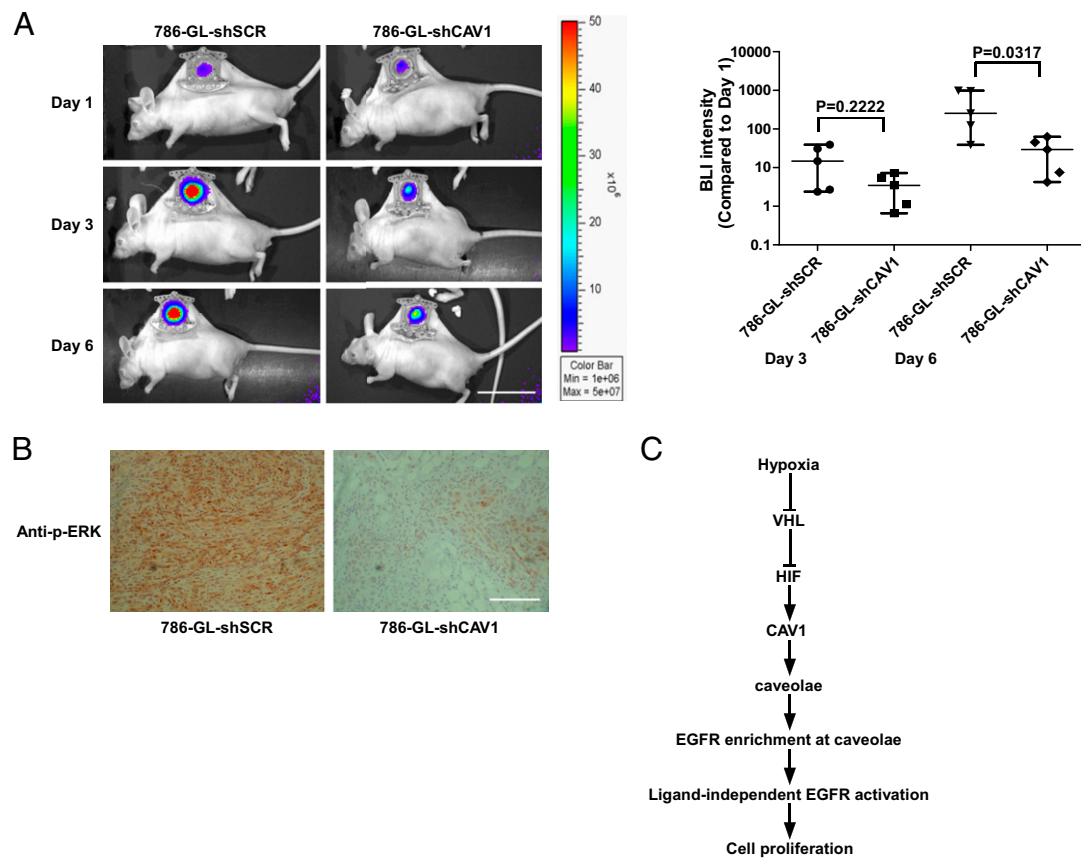 A
786-GL-shSCR
786-GL-shCAV1
Day 1
Day 3
Day 6
50
40
30
20
10
x10^6
Color Bar
Min = 1e+06
Max = 5e+07
BLI intensity
(Compared to Day 1)
10000
1000
100
10
1
0.1
P=0.2222
P=0.0317
786-GL-shSCR
786-GL-shCAV1
786-GL-shSCR
786-GL-shCAV1
Day 3
Day 6
B
Anti-p-ERK
786-GL-shSCR
786-GL-shCAV1
C
Hypoxia
VHL
HIF
CAV1
caveolae
EGFR enrichment at caveolae
Ligand-independent EGFR activation
Cell proliferation